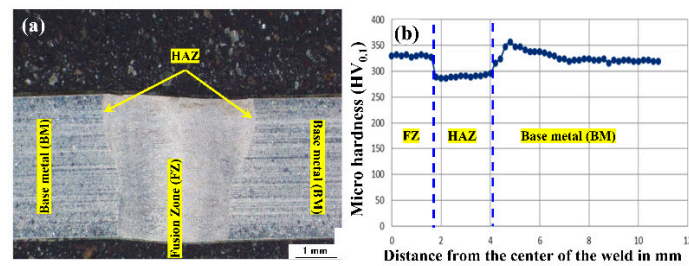 (a)
HAZ
Base metal (BM)
Fusion Zone (FZ)
Base metal (BM)
1 mm
(b)
Micro hardness (HV0.1)
400
350
300
250
200
150
100
50
0
FZ
HAZ
Base metal (BM)
0 2 4 6 8 10 12
Distance from the center of the weld in mm